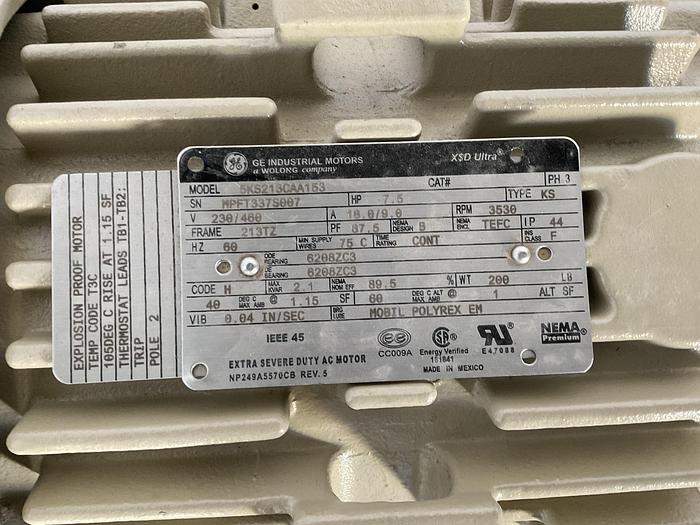 EXPLOSION PROOF MOTOR
TEMP CODE T3C
105DEG C RISE AT 1.15 SF
THERMOSTAT LEADS TB1-TB2:
TRIP
POLE 2
GE INDUSTRIAL MOTORS
a WOLONG company
X$D Ultra®
MODEL 5KS213CAA153 CAT# PH 3
SN MPFT337S007 HP 7.5 TYPE KS
V 230/460 A 18.0/9.0 RPM 3530
FRAME 213TZ PF 87.5 NEMA DESIGN B NEMA ENCL TEFC IP 44
HZ 60 MIN SUPPLY WIRES 75 C TIME RATING CONT INS CLASS F
BEARING 6208ZC3
BEARING 6208ZC3
CODE H MAX KVAR 2.1 NEMA NOM EFF 89.5 % WT 200 LB
40 DEG C MAX AMB @ 1.15 SF 60 DEG C ALT MAX AMB @ 1 ALT SF
VIB 0.04 IN/SEC BRG LUBE MOBIL POLYREX EM
IEEE 45
ee
CC009A
SA
Energy Verified
181641
E47088
NEMA Premium
EXTRA SEVERE DUTY AC MOTOR
NP249A5570CB REV. 5
MADE IN MEXICO